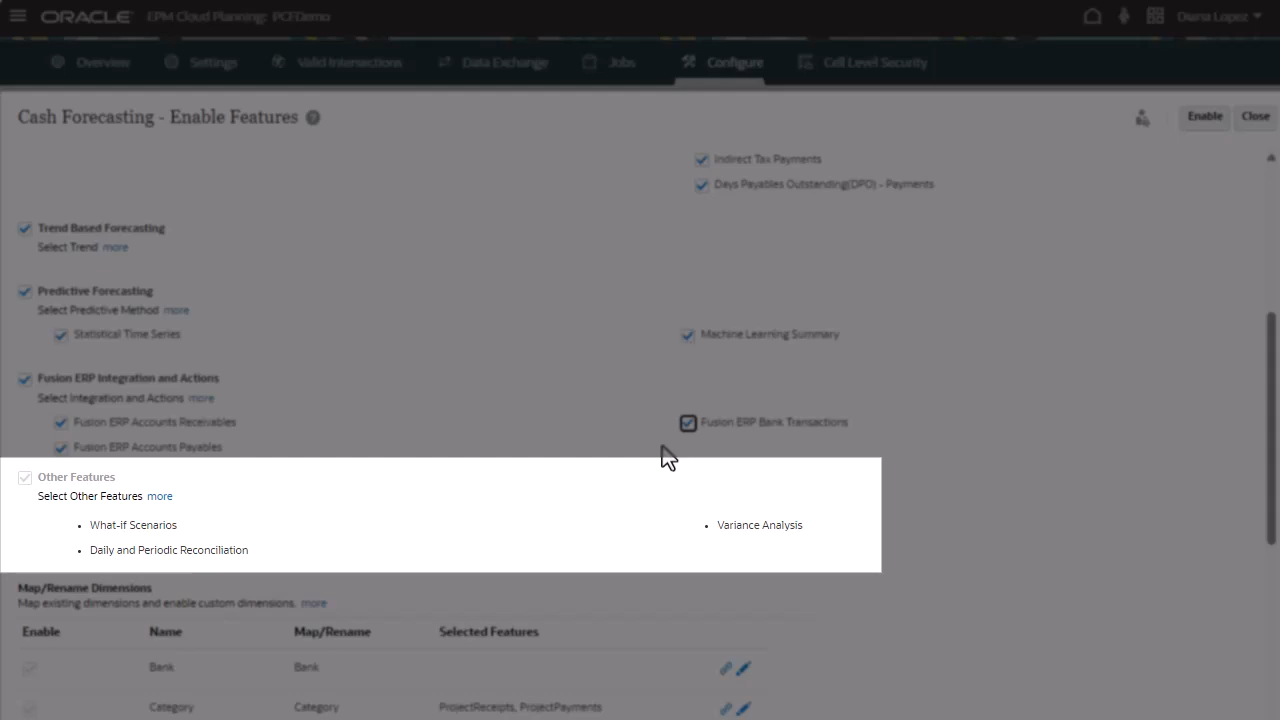 ORACLE EPM Cloud Planning: PCFDemo Diana Lopez
Overview Settings Valid Intersections Data Exchange Jobs Configure Cell Level Security
Cash Forecasting - Enable Features ? Enable Close
Indirect Tax Payments
Days Payables Outstanding(DPO) - Payments
Trend Based Forecasting
Select Trend more
Predictive Forecasting
Select Predictive Method more
Statistical Time Series Machine Learning Summary
Fusion ERP Integration and Actions
Select Integration and Actions more
Fusion ERP Accounts Receivables Fusion ERP Bank Transactions
Fusion ERP Accounts Payables
Other Features
Select Other Features more
• What-if Scenarios • Variance Analysis
• Daily and Periodic Reconciliation
Map/Rename Dimensions
Map existing dimensions and enable custom dimensions. more
Enable Name Map/Rename Selected Features
Bank Bank
Category Category ProjectReceipts, ProjectPayments